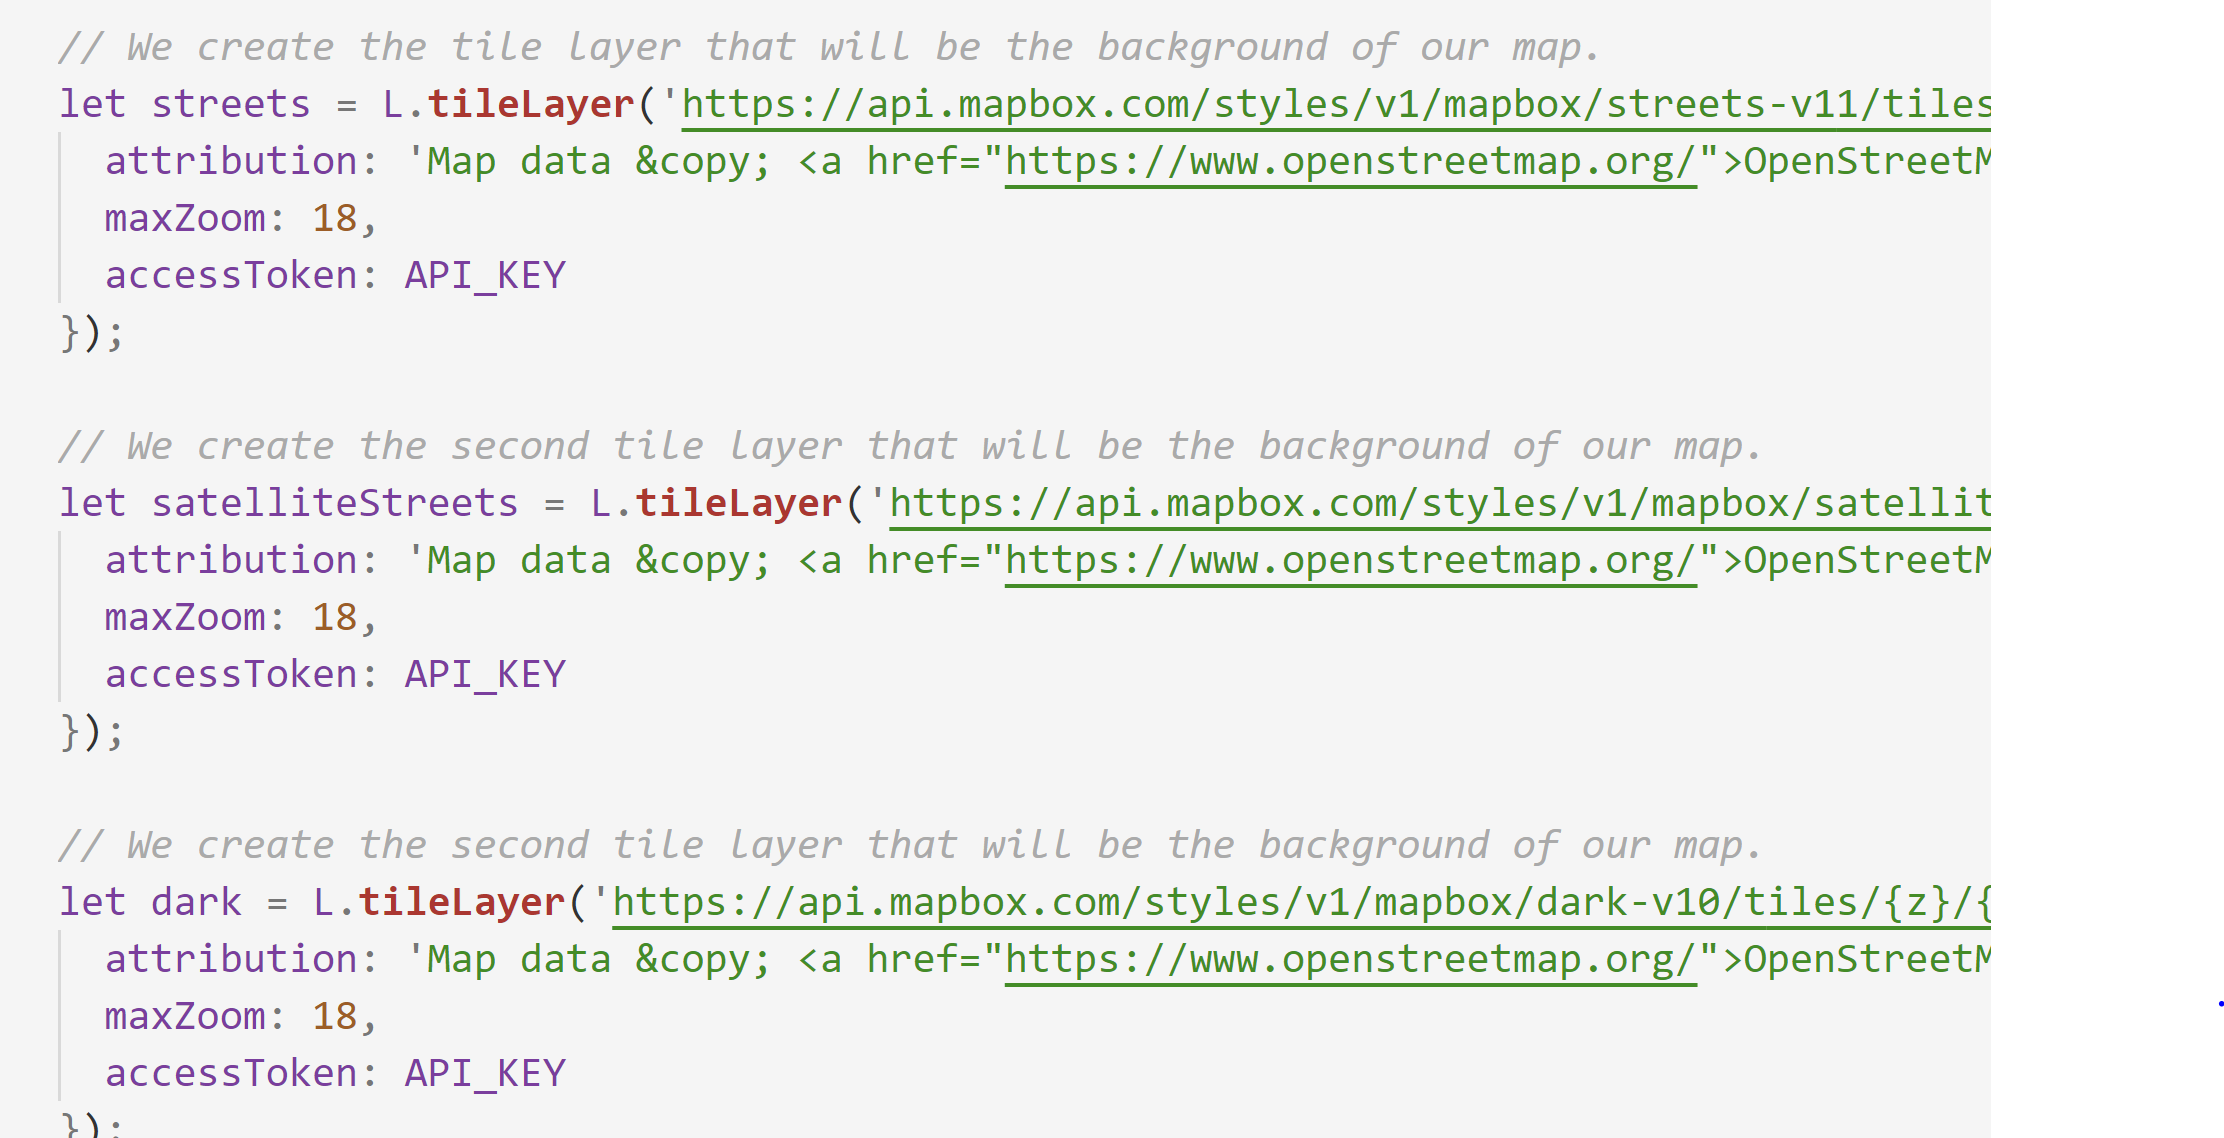 // We create the tile layer that will be the background of our map.
let streets = L.tileLayer('https://api.mapbox.com/styles/v1/mapbox/streets-v11/tiles
attribution: 'Map data &copy; <a href="https://www.openstreetmap.org/">OpenStreetM
maxZoom: 18,
accessToken: API_KEY
});
// We create the second tile layer that will be the background of our map.
let satelliteStreets = L.tileLayer('https://api.mapbox.com/styles/v1/mapbox/satellit
attribution: 'Map data &copy; <a href="https://www.openstreetmap.org/">OpenStreetM
maxZoom: 18,
accessToken: API_KEY
});
// We create the second tile layer that will be the background of our map.
let dark = L.tileLayer('https://api.mapbox.com/styles/v1/mapbox/dark-v10/tiles/{z}/{
attribution: 'Map data &copy; <a href="https://www.openstreetmap.org/">OpenStreetM
maxZoom: 18,
accessToken: API_KEY
});